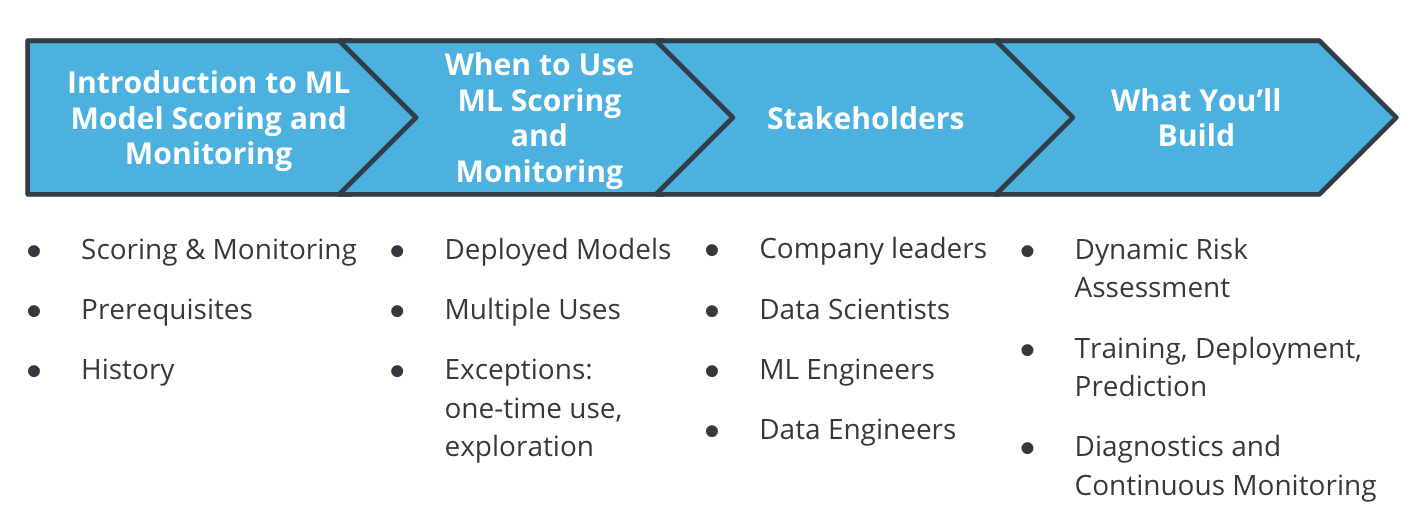 Introduction to ML
Model Scoring and
Monitoring
When to Use
ML Scoring
and
Monitoring
Stakeholders
What You’ll
Build
● Scoring & Monitoring
● Prerequisites
● History
● Deployed Models
● Multiple Uses
● Exceptions:
one-time use,
exploration
● Company leaders
● Data Scientists
● ML Engineers
● Data Engineers
● Dynamic Risk
Assessment
● Training, Deployment,
Prediction
● Diagnostics and
Continuous Monitoring